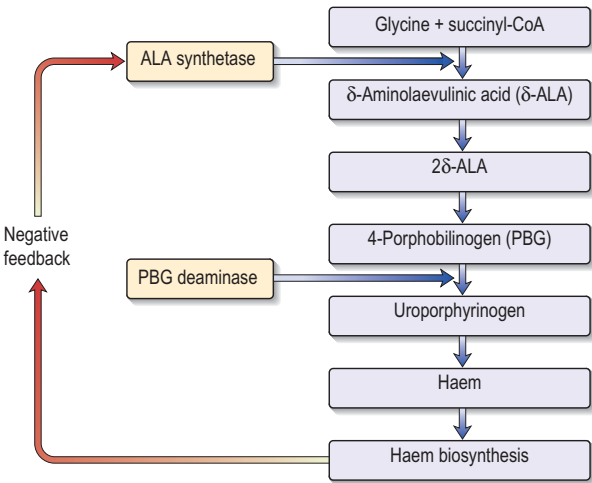 Glycine + succinyl-CoA
ALA synthetase
δ-Aminolaevulinic acid (δ-ALA)
2δ-ALA
4-Porphobilinogen (PBG)
Negative
feedback
PBG deaminase
Uroporphyrinogen
Haem
Haem biosynthesis